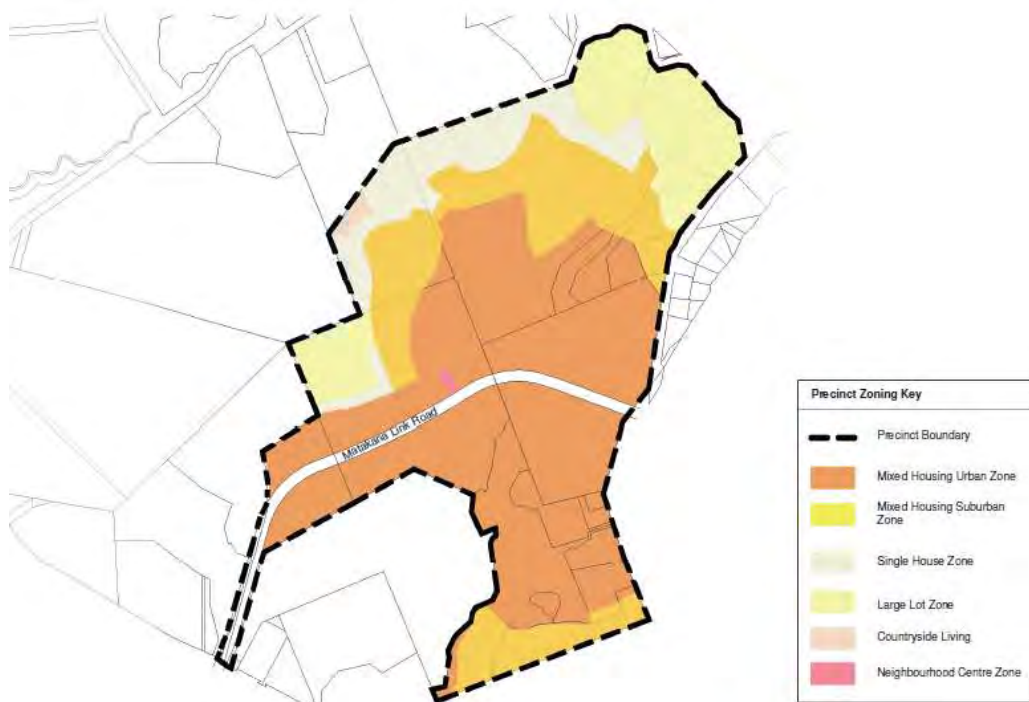 Matakana Link Road
Precinct Zoning Key
Precinct Boundary
Mixed Housing Urban Zone
Mixed Housing Suburban
Zone
Single House Zone
Large Lot Zone
Countryside Living
Neighbourhood Centre Zone